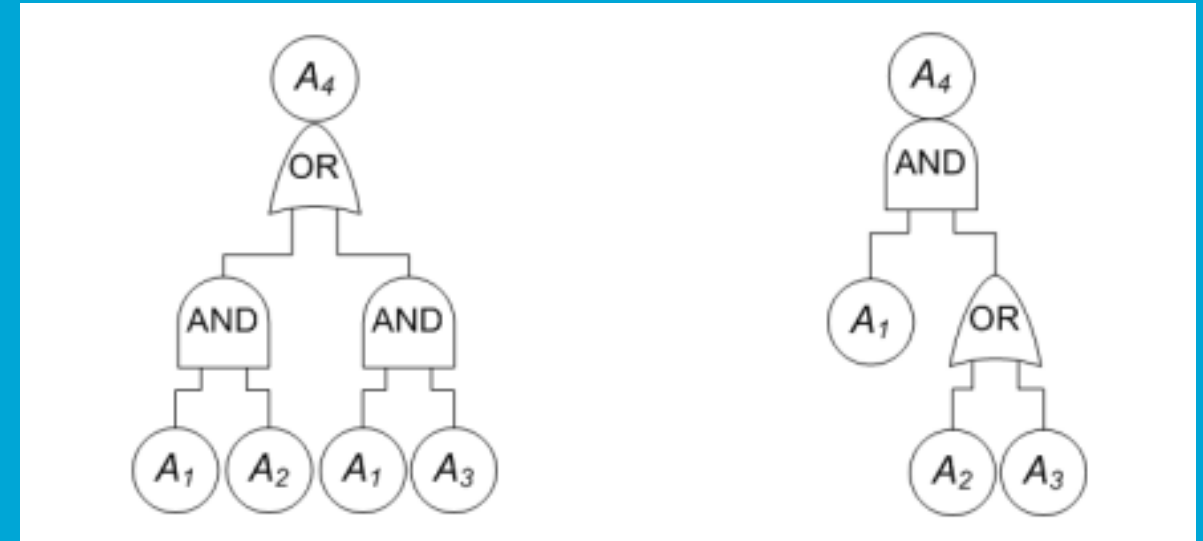 A4
OR
AND AND
A1 A2 A1 A3
A4
AND
A1 OR
A2 A3